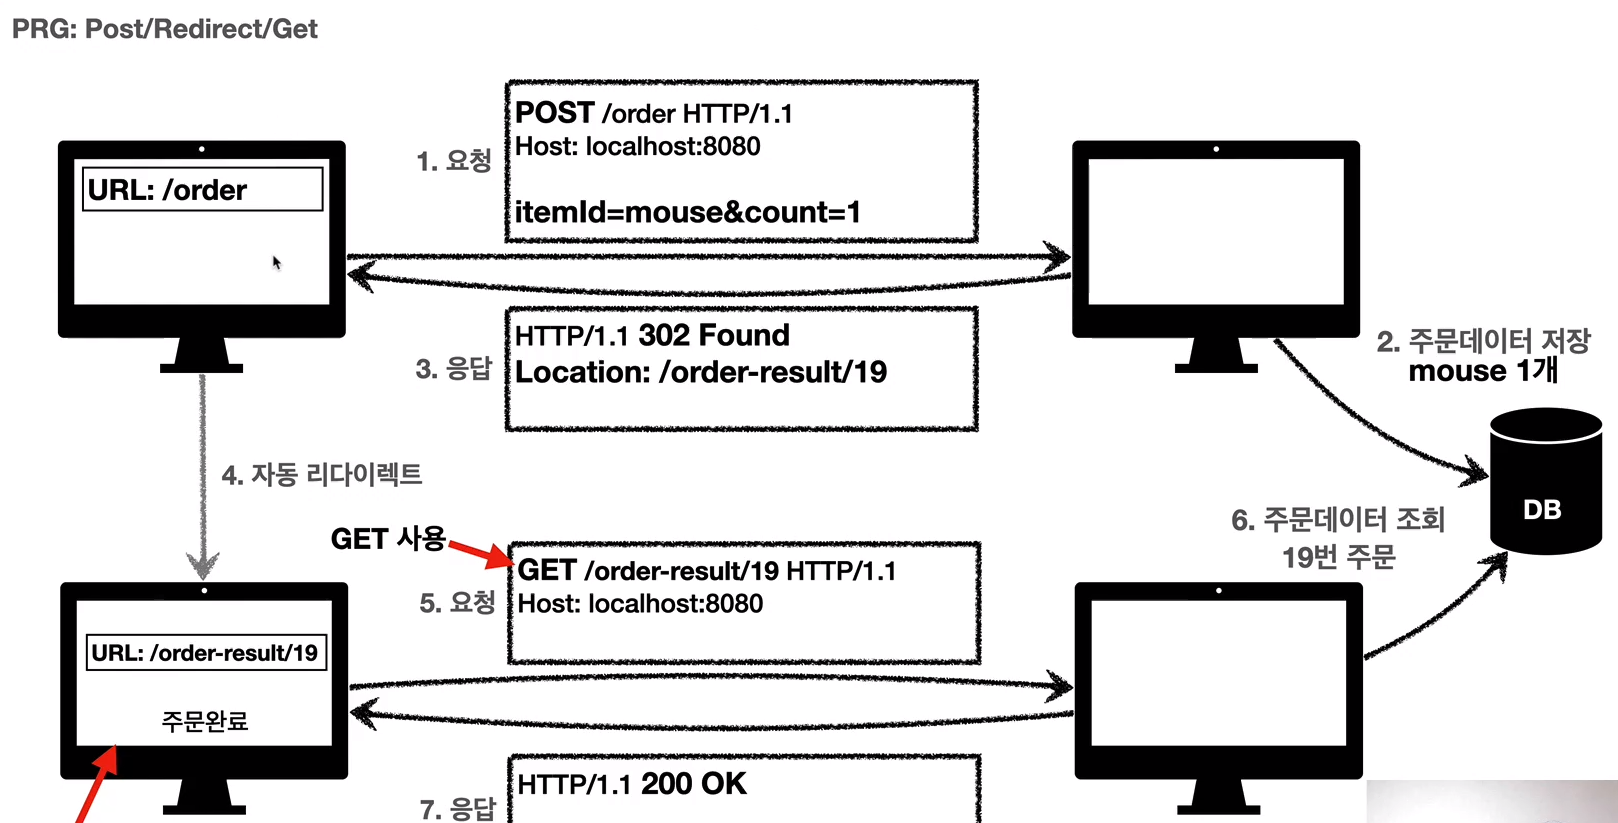 PRG: Post/Redirect/Get
URL: /order
1. 요청
POST /order HTTP/1.1
Host: localhost:8080
itemId=mouse&count=1
3. 응답
HTTP/1.1 302 Found
Location: /order-result/19
2. 주문데이터 저장
mouse 1개
DB
4. 자동 리다이렉트
GET 사용
5. 요청
GET /order-result/19 HTTP/1.1
Host: localhost:8080
6. 주문데이터 조회
19번 주문
URL: /order-result/19
주문완료
7. 응답
HTTP/1.1 200 OK